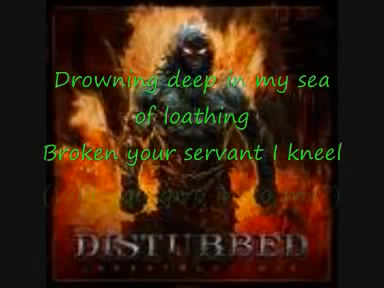 Drowning deep in my sea
of loathing
Broken your servant I kneel
DISTURBED